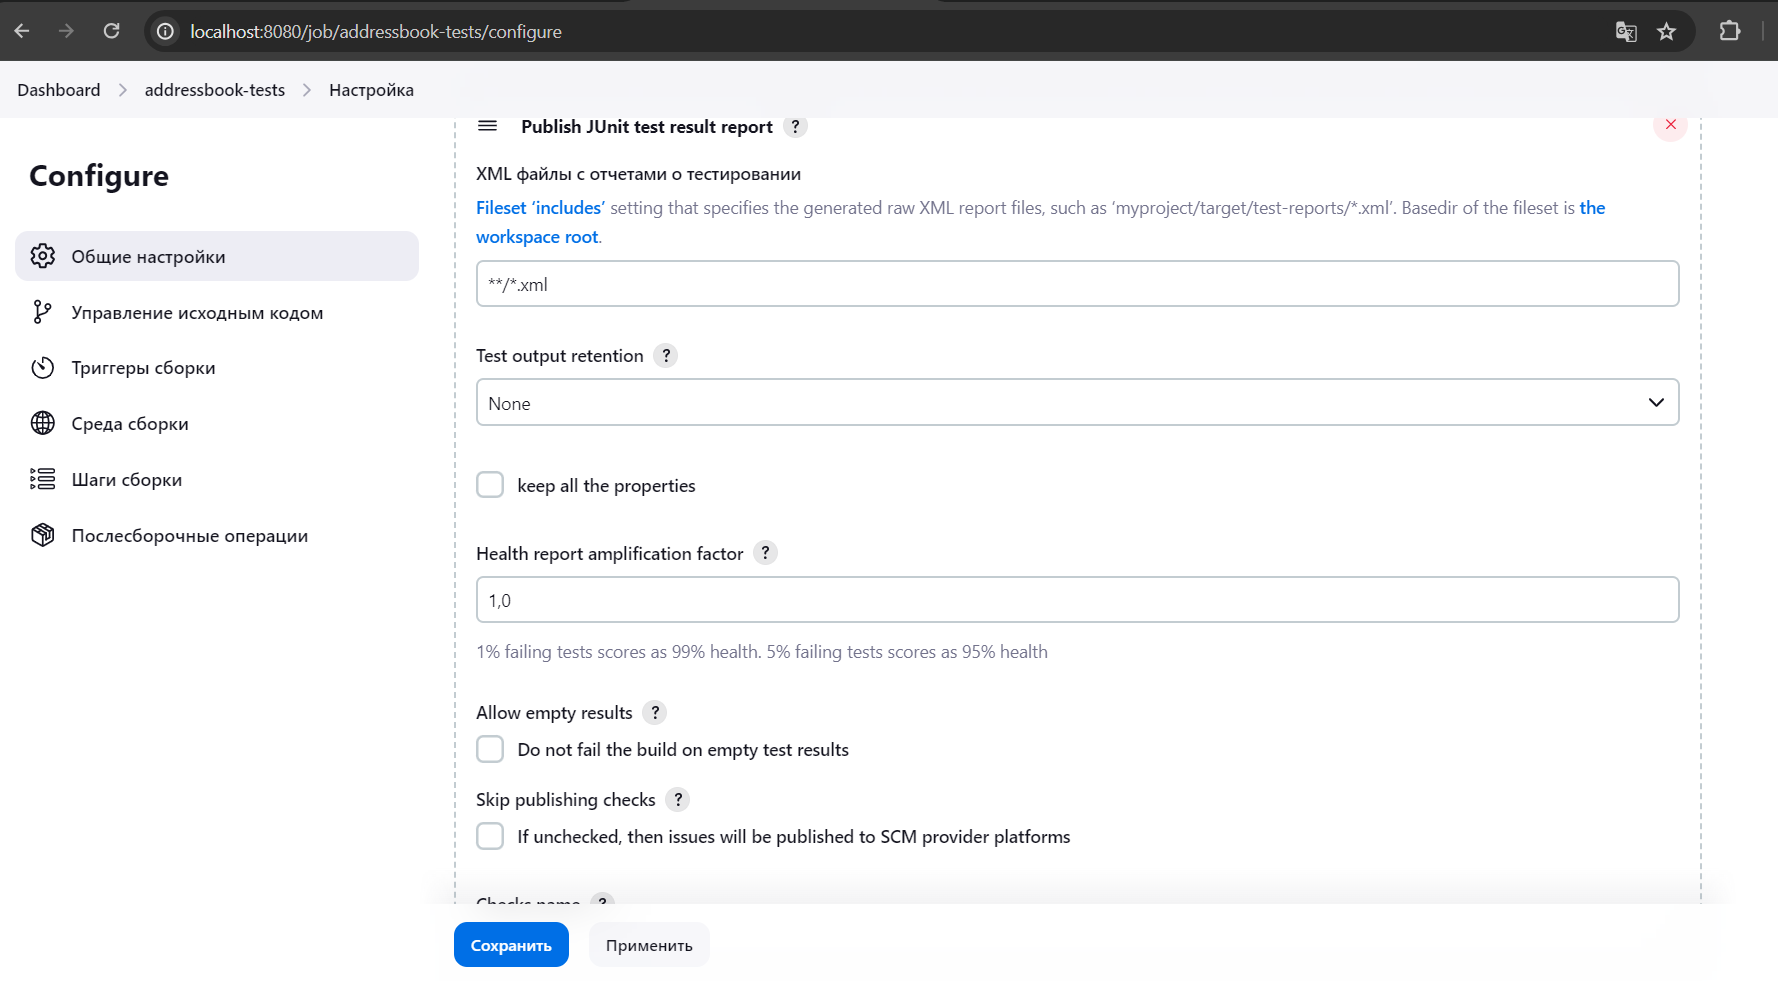 localhost:8080/job/addressbook-tests/configure
Dashboard > addressbook-tests > Настройка
Configure
Общие настройки
Управление исходным кодом
Триггеры сборки
Среда сборки
Шаги сборки
Послесборочные операции
Publish JUnit test result report ?
XML файлы с отчетами о тестировании
Fileset ‘includes’ setting that specifies the generated raw XML report files, such as ‘myproject/target/test-reports/*.xml’. Basedir of the fileset is the
workspace root.
**/*.xml
Test output retention ?
None
keep all the properties
Health report amplification factor ?
1,0
1% failing tests scores as 99% health. 5% failing tests scores as 95% health
Allow empty results ?
Do not fail the build on empty test results
Skip publishing checks ?
If unchecked, then issues will be published to SCM provider platforms
Checks name ?
Сохранить
Применить